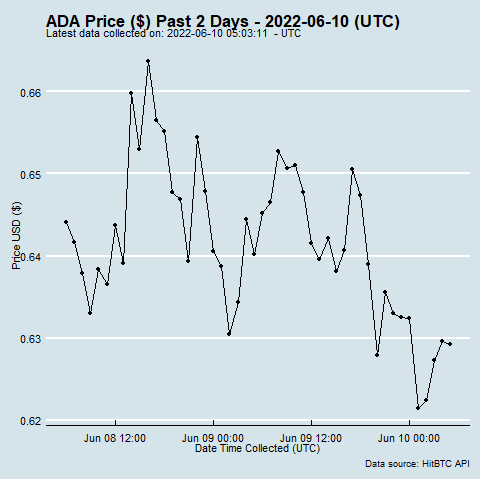 ADA Price ($) Past 2 Days - 2022-06-10 (UTC)
Latest data collected on: 2022-06-10 05:03:11 - UTC
0.66
0.65
0.64
0.63
0.62
Price USD ($)
Jun 08 12:00 Jun 09 00:00 Jun 09 12:00 Jun 10 00:00
Date Time Collected (UTC)
Data source: HitBTC API